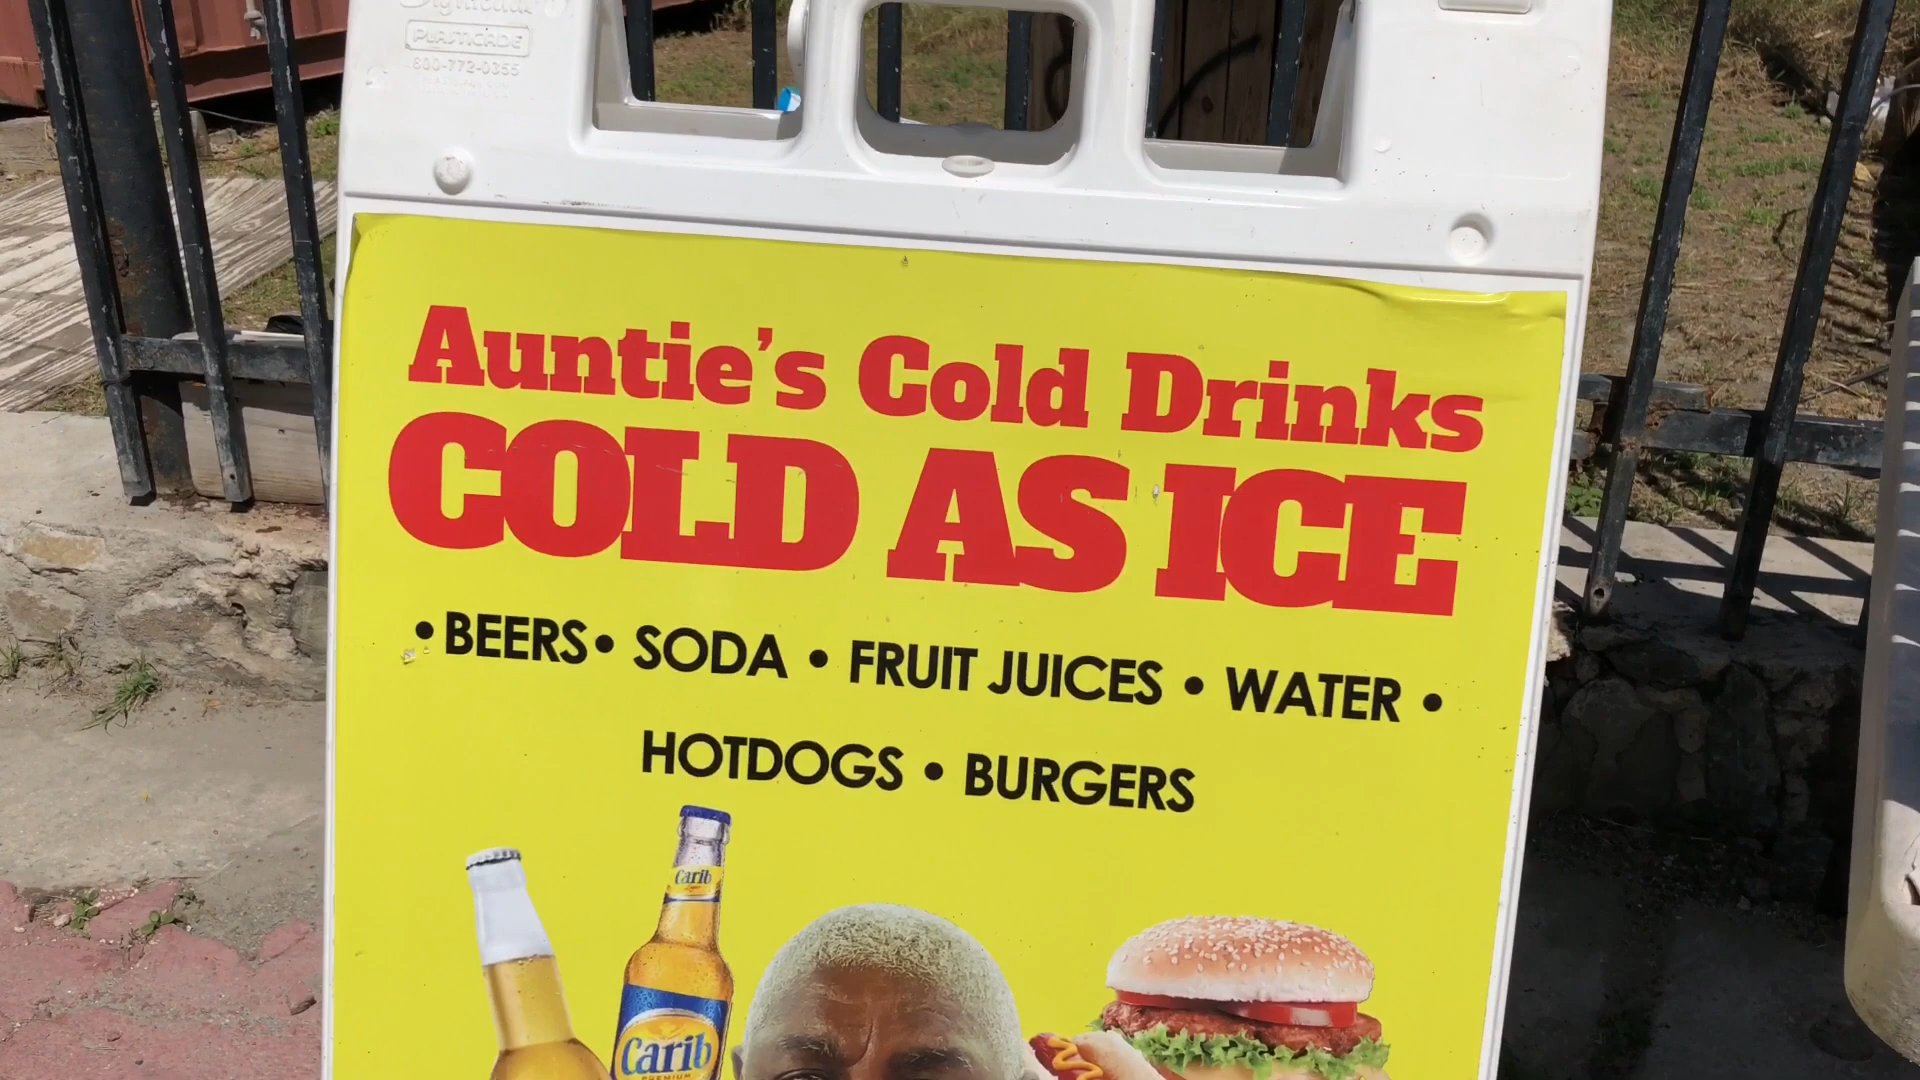 PLASTICADE
800-772-0355
Auntie's Cold Drinks
COLD AS ICE
• BEERS • SODA • FRUIT JUICES • WATER •
HOTDOGS • BURGERS
Carib
Carib
PREMIUM